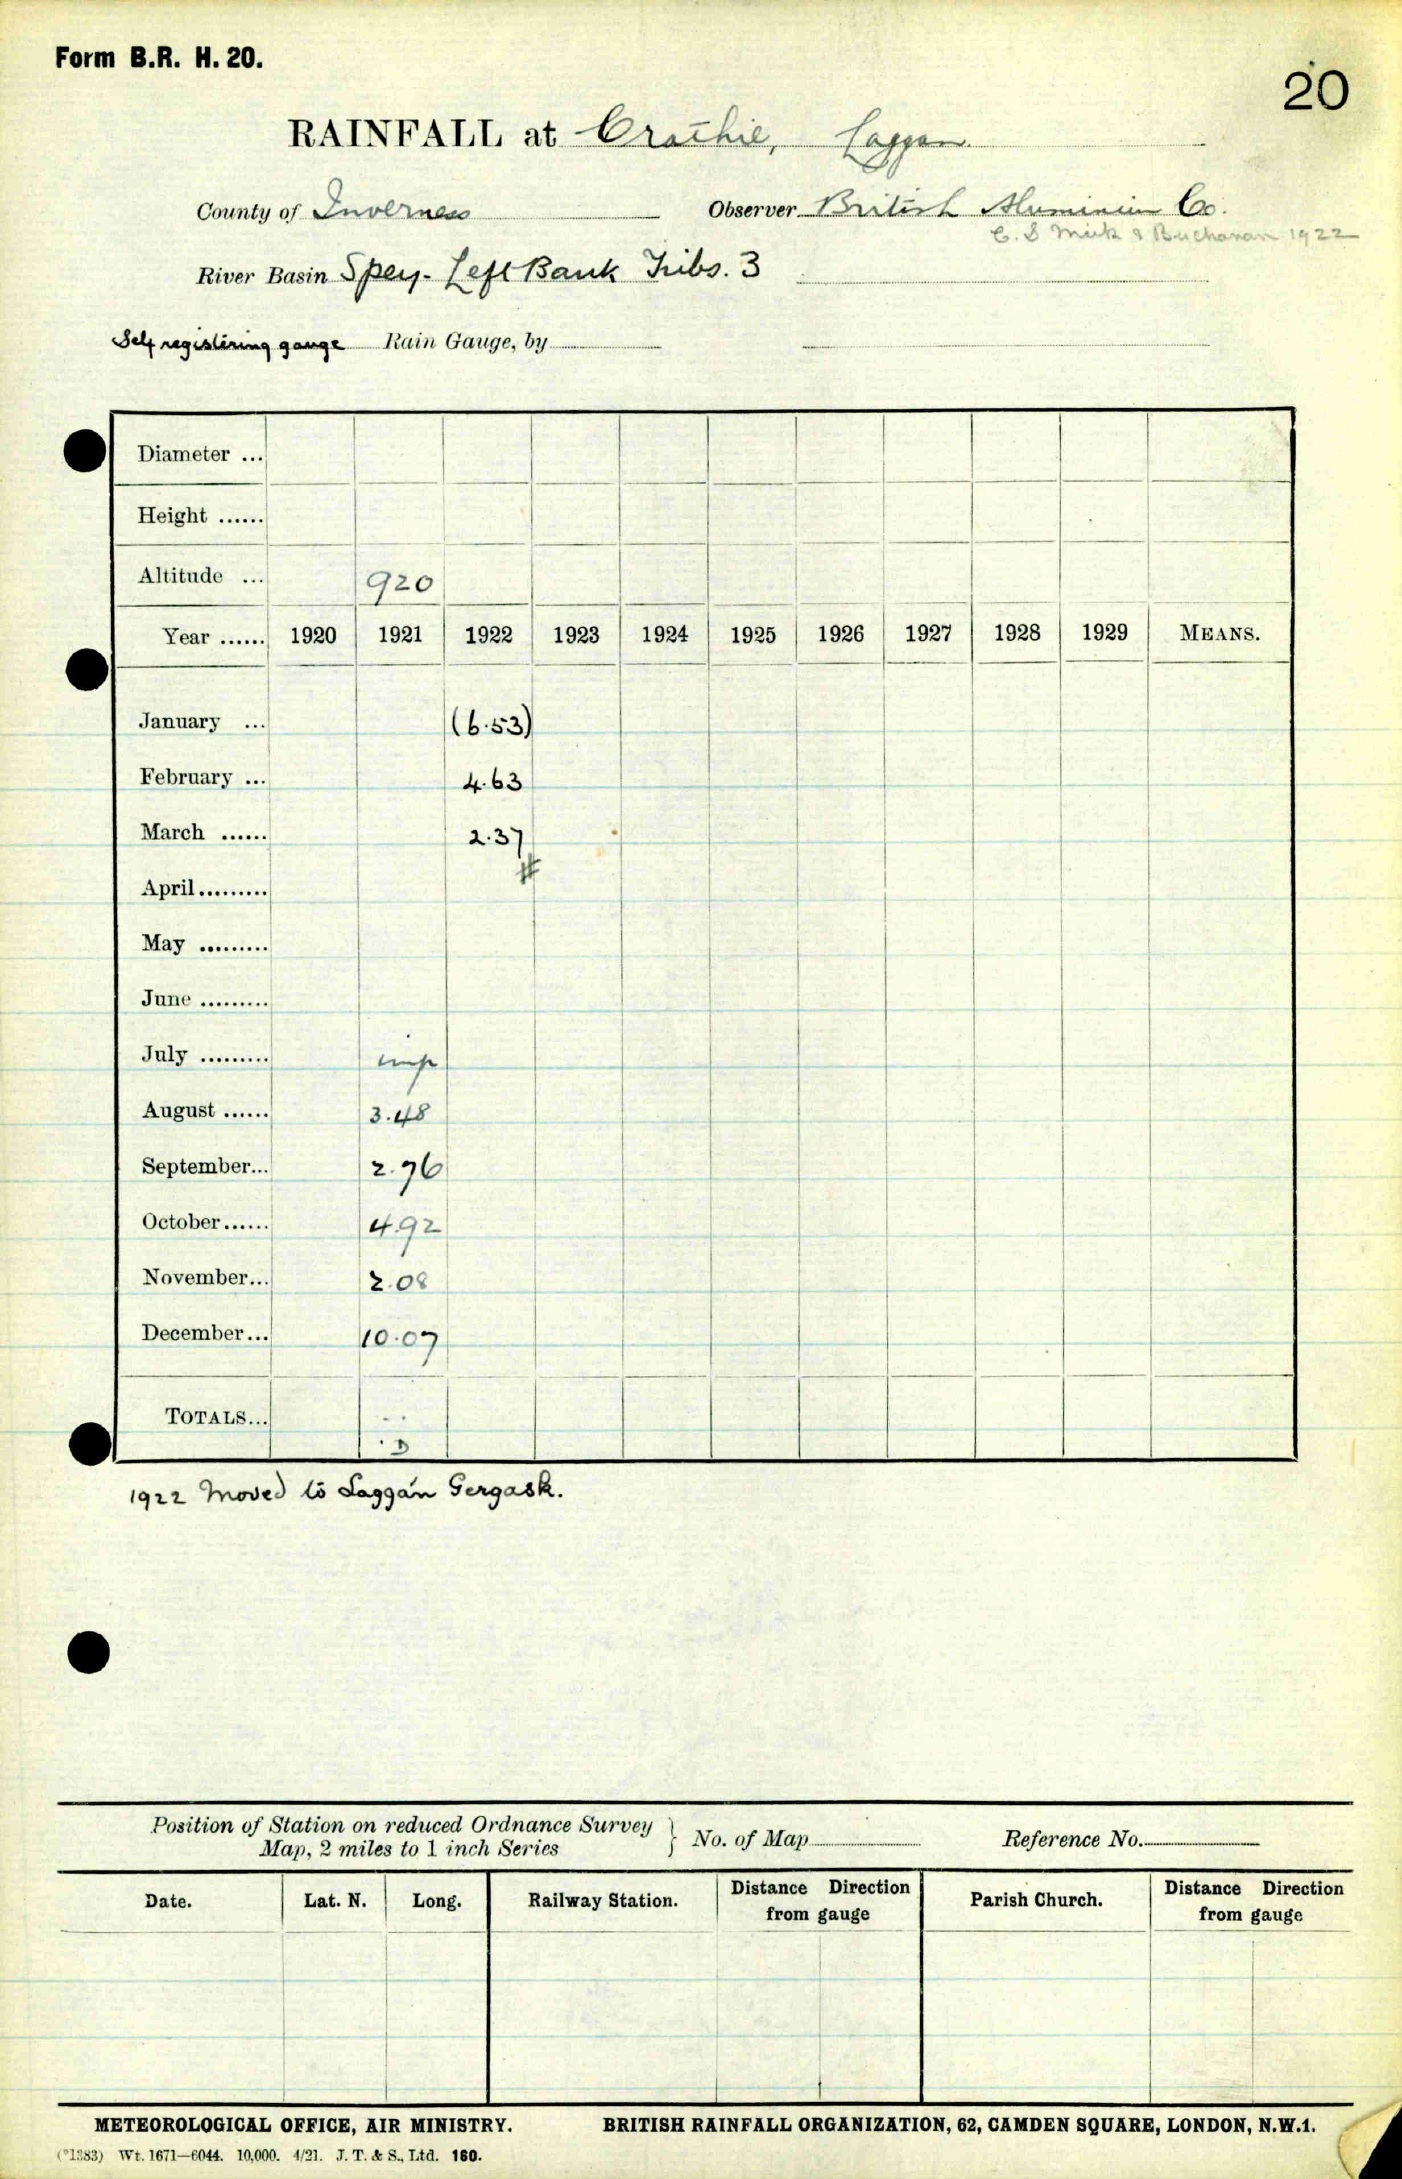 Form B.R. H. 20.
20
RAINFALL at Crathie, Laggan.
County of Inverness Observer British Aluminium Co.
C. S Meik & Buchanan 1922
River Basin Spey - Left Bank Tribs. 3
Self registering gauge Rain Gauge, by
Diameter ...
Height ......
Altitude ... 920
Year ...... 1920 1921 1922 1923 1924 1925 1926 1927 1928 1929 MEANS.
January ... (6.53)
February ... 4.63
March ...... 2.37
#
April.........
May .........
June .........
July ......... imp
August ...... 3.48
September... 2.76
October...... 4.92
November... 2.08
December... 10.07
TOTALS... ...
D
1922 Moved to Laggan Gergask.
Position of Station on reduced Ordnance Survey
Map, 2 miles to 1 inch Series } No. of Map Reference No.
Date. Lat. N. Long. Railway Station. Distance Direction from gauge Parish Church. Distance Direction from gauge
METEOROLOGICAL OFFICE, AIR MINISTRY. BRITISH RAINFALL ORGANIZATION, 62, CAMDEN SQUARE, LONDON, N.W.1.
(*1383) Wt. 1671—6044. 10,000. 4/21. J. T. & S., Ltd. 160.